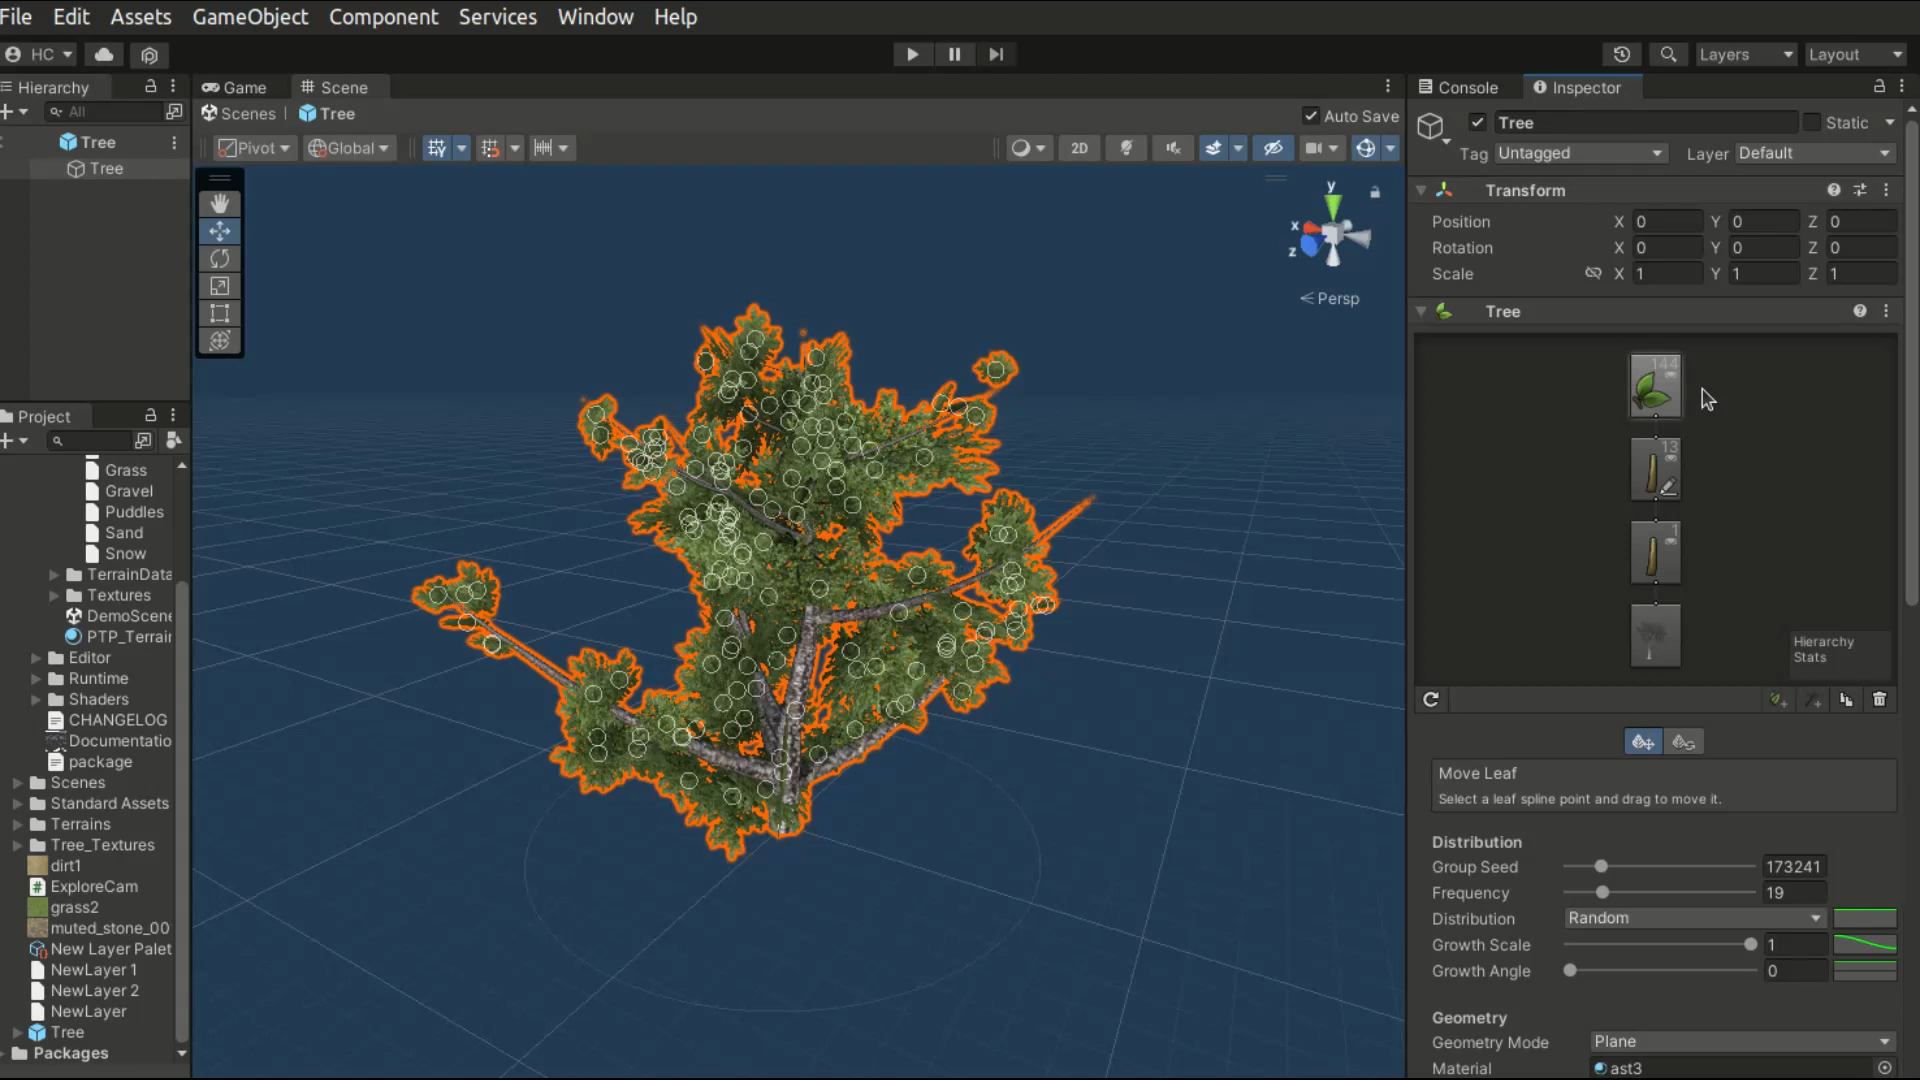 File Edit Assets GameObject Component Services Window Help
HC
Layers Layout
Hierarchy
All
Tree
Tree
Game Scene
Scenes Tree
Auto Save
Pivot Global
2D
y
x
z
Persp
Console Inspector
Tree Static
Tag Untagged Layer Default
Transform
Position X 0 Y 0 Z 0
Rotation X 0 Y 0 Z 0
Scale X 1 Y 1 Z 1
Tree
144
13
1
Hierarchy
Stats
Move Leaf
Select a leaf spline point and drag to move it.
Distribution
Group Seed 173241
Frequency 19
Distribution Random
Growth Scale 1
Growth Angle 0
Geometry
Geometry Mode Plane
Material ast3
Project
Grass
Gravel
Puddles
Sand
Snow
TerrainData
Textures
DemoScene
PTP_Terrain
Editor
Runtime
Shaders
CHANGELOG
Documentatio
package
Scenes
Standard Assets
Terrains
Tree_Textures
dirt1
ExploreCam
grass2
muted_stone_00
New Layer Palet
NewLayer 1
NewLayer 2
NewLayer
Tree
Packages